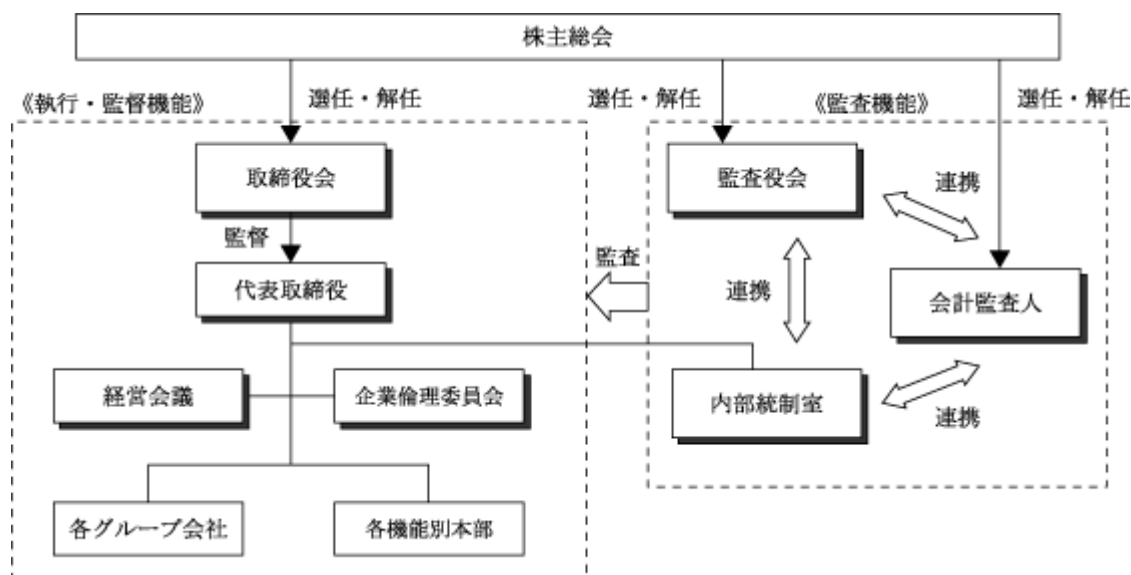 株主総会
《執行・監督機能》
選任・解任
選任・解任
《監査機能》
選任・解任
取締役会
監査役会
連携
監督
代表取締役
監査
連携
会計監査人
経営会議
企業倫理委員会
内部統制室
連携
各グループ会社
各機能別本部